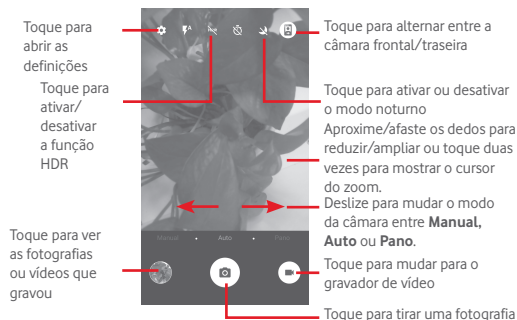 Toque para
abrir as
definições
Toque para
ativar/
desativar
a função
HDR
Toque para ver
as fotografias
ou vídeos que
gravou
Manual
Auto
Pano
Toque para alternar entre a
câmara frontal/traseira
Toque para ativar ou desativar
o modo noturno
Aproxime/afaste os dedos para
reduzir/ampliar ou toque duas
vezes para mostrar o cursor
do zoom.
Deslize para mudar o modo
da câmara entre Manual,
Auto ou Pano.
Toque para mudar para o
gravador de vídeo
Toque para tirar uma fotografia